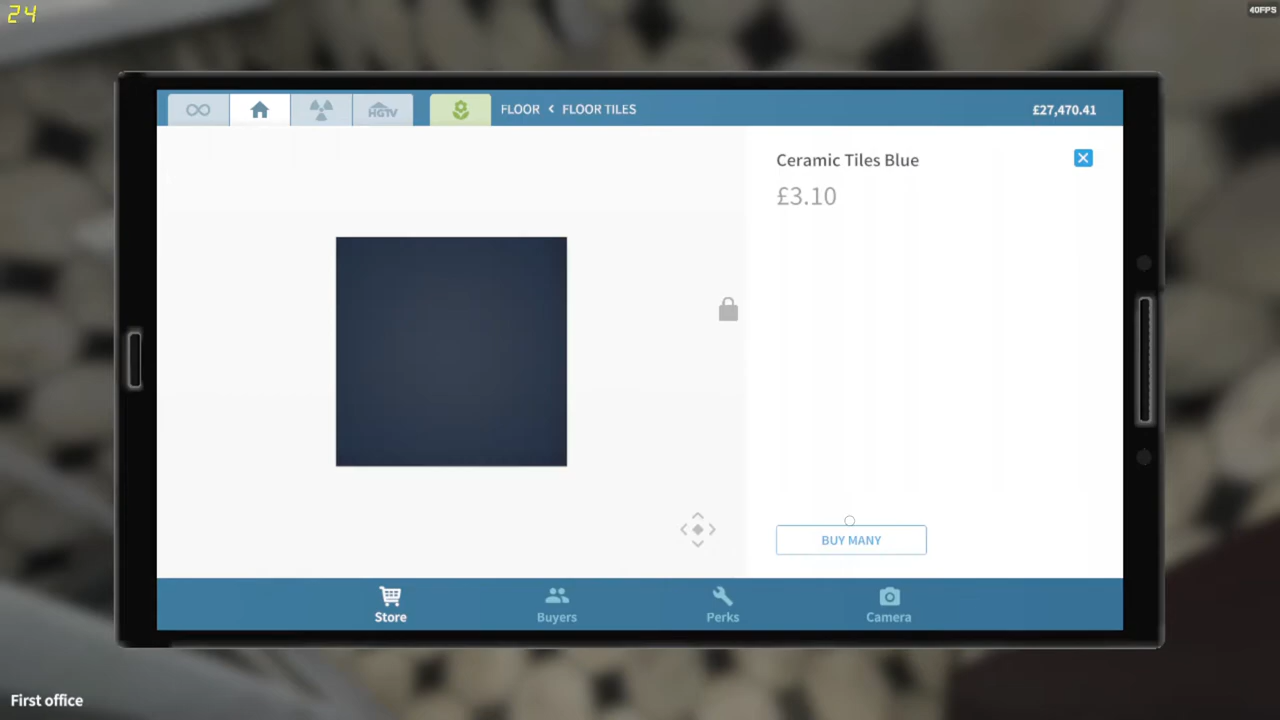 24
40FPS
HGTV
FLOOR < FLOOR TILES
£27,470.41
Ceramic Tiles Blue
£3.10
BUY MANY
Store
Buyers
Perks
Camera
First office